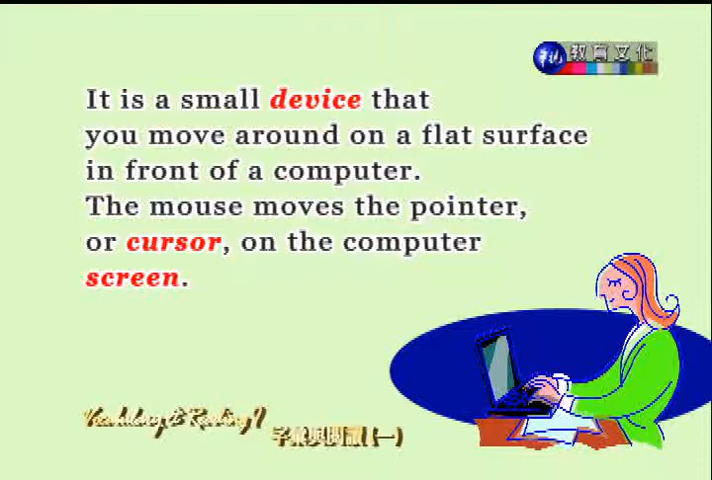 教育文化
It is a small device that
you move around on a flat surface
in front of a computer.
The mouse moves the pointer,
or cursor, on the computer
screen.
Vocabulary & Reading I
字彙與閱讀(一)